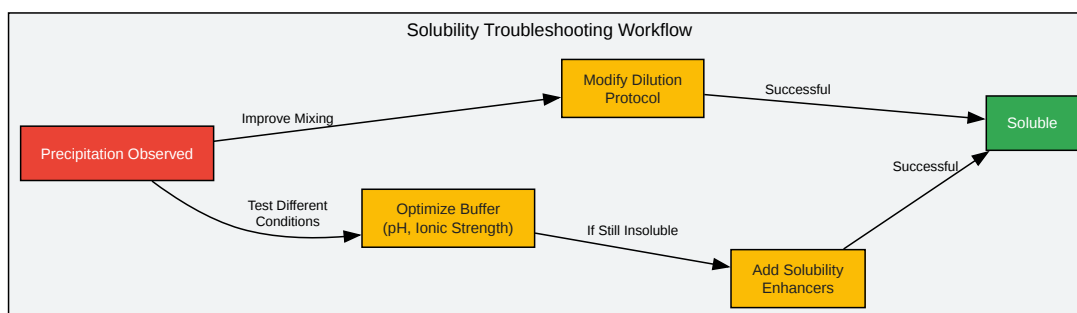 Solubility Troubleshooting Workflow
Modify Dilution
Protocol
Successful
Improve Mixing
Soluble
Precipitation Observed
Successful
Test Different
Conditions
Optimize Buffer
(pH, Ionic Strength)
If Still Insoluble
Add Solubility
Enhancers